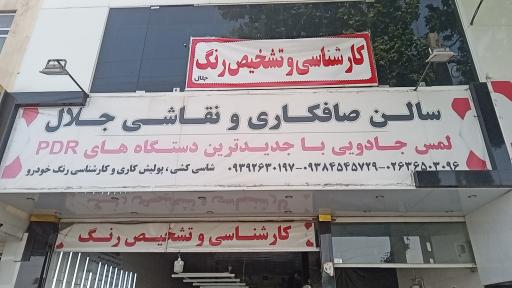 کارشناسی و تشخیص رنگ
جلال
سالن صافکاری و نقاشی جلال
لمس جادویی با جدیدترین دستگاه های PDR
شاسی کشی، پولیش کاری و کارشناسی رنگ خودرو ۰۹۳۹۲۶۳۰۱۹۷-۰۹۳۸۴۵۴۵۷۲۹-۰۲۶۳۶۵۰۳۰۹۶
کارشناسی و تشخیص رنگ